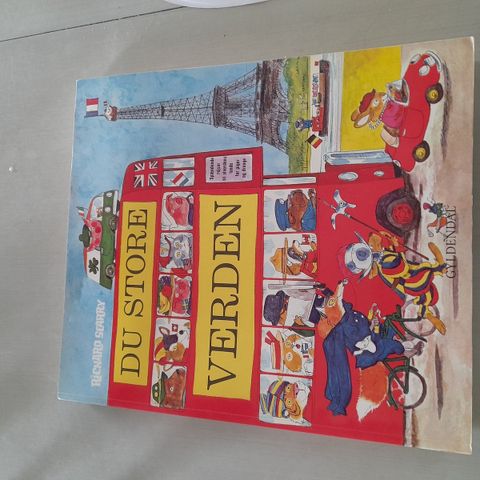 RICHARD SCARRY
DU STORE
VERDEN
GYLDENDAL